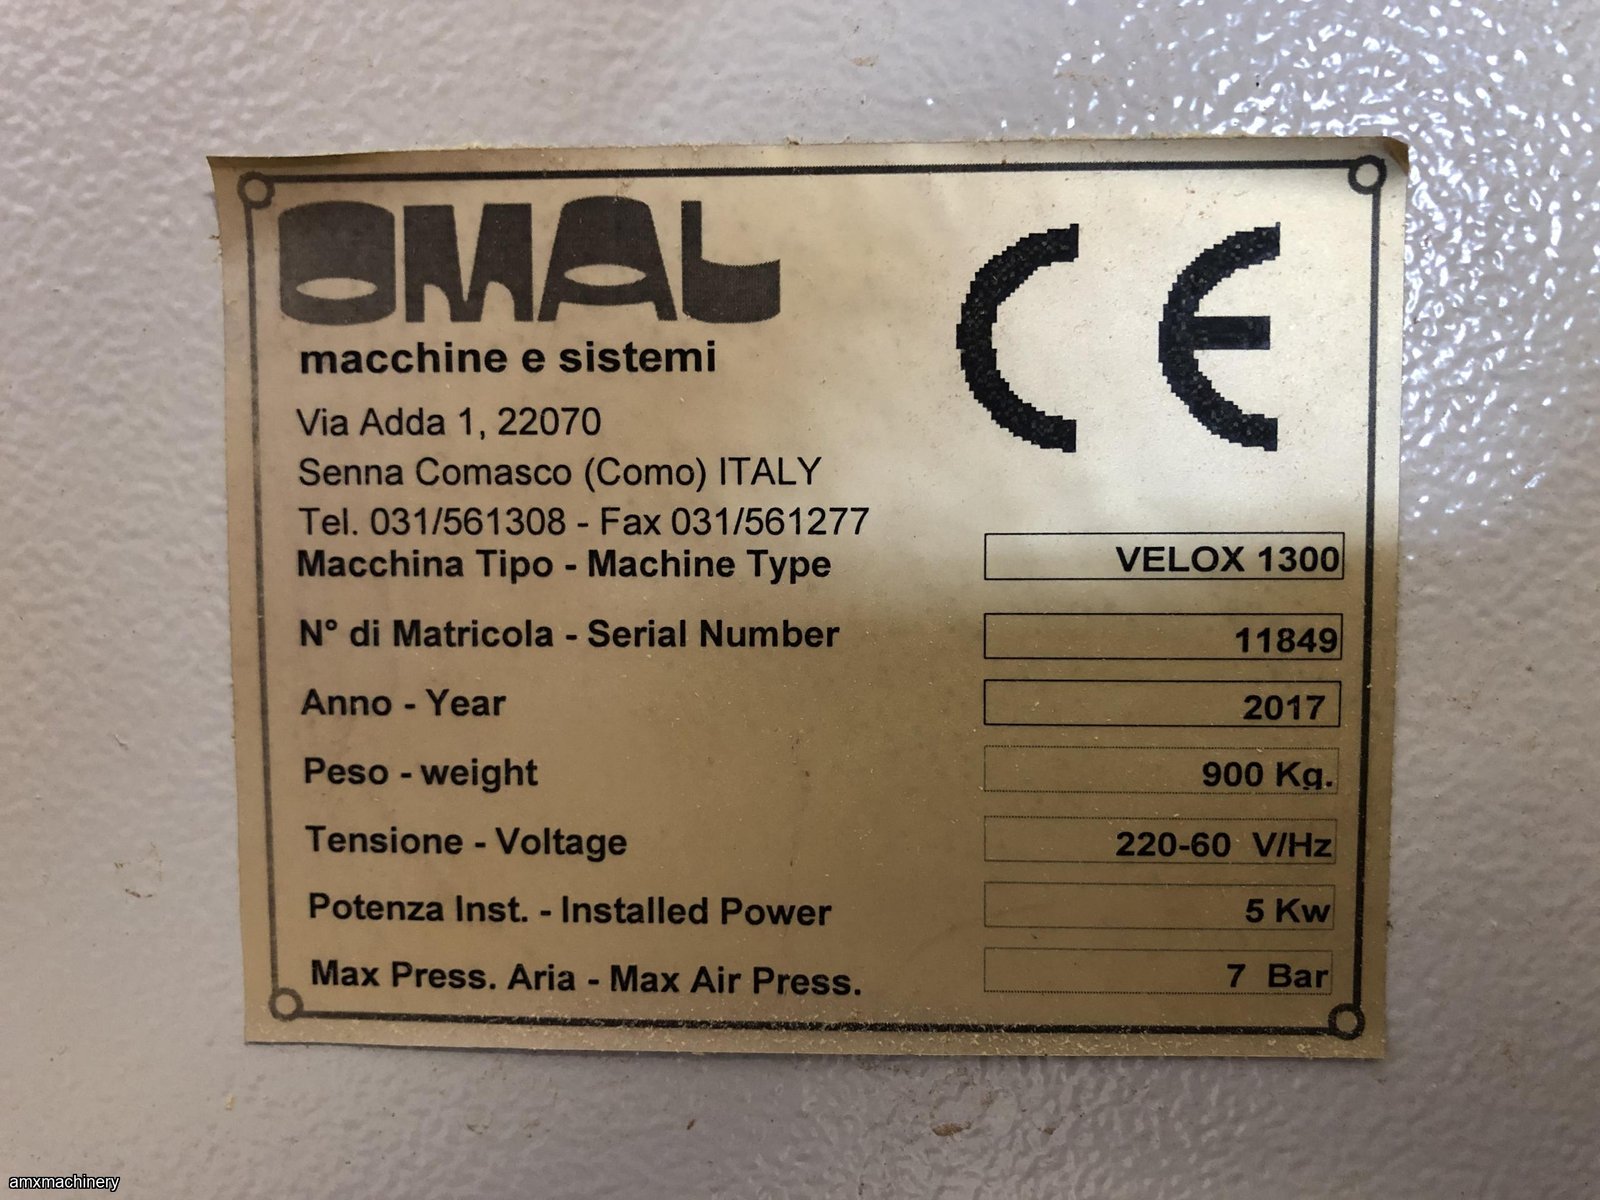 OMAL
CE
macchine e sistemi
Via Adda 1, 22070
Senna Comasco (Como) ITALY
Tel. 031/561308 - Fax 031/561277
Macchina Tipo - Machine Type VELOX 1300
N° di Matricola - Serial Number 11849
Anno - Year 2017
Peso - weight 900 Kg.
Tensione - Voltage 220-60 V/Hz
Potenza Inst. - Installed Power 5 Kw
Max Press. Aria - Max Air Press. 7 Bar
amxmachinery